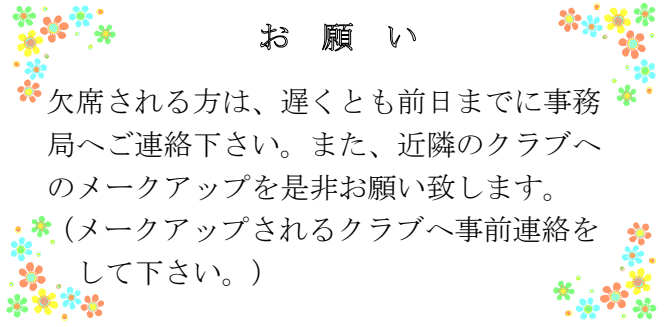 お 願 い
欠席される方は、遅くとも前日までに事務
局へご連絡下さい。また、近隣のクラブへ
のメークアップを是非お願い致します。
（メークアップされるクラブへ事前連絡を
して下さい。）